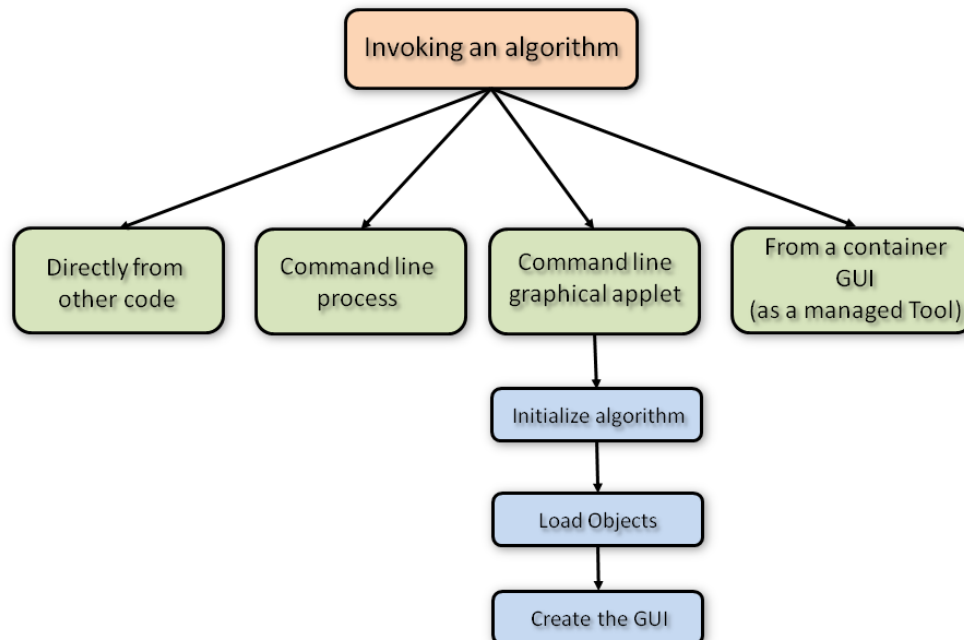 Invoking an algorithm
Directly from
other code
Command line
process
Command line
graphical applet
From a container
GUI
(as a managed Tool)
Initialize algorithm
Load Objects
Create the GUI